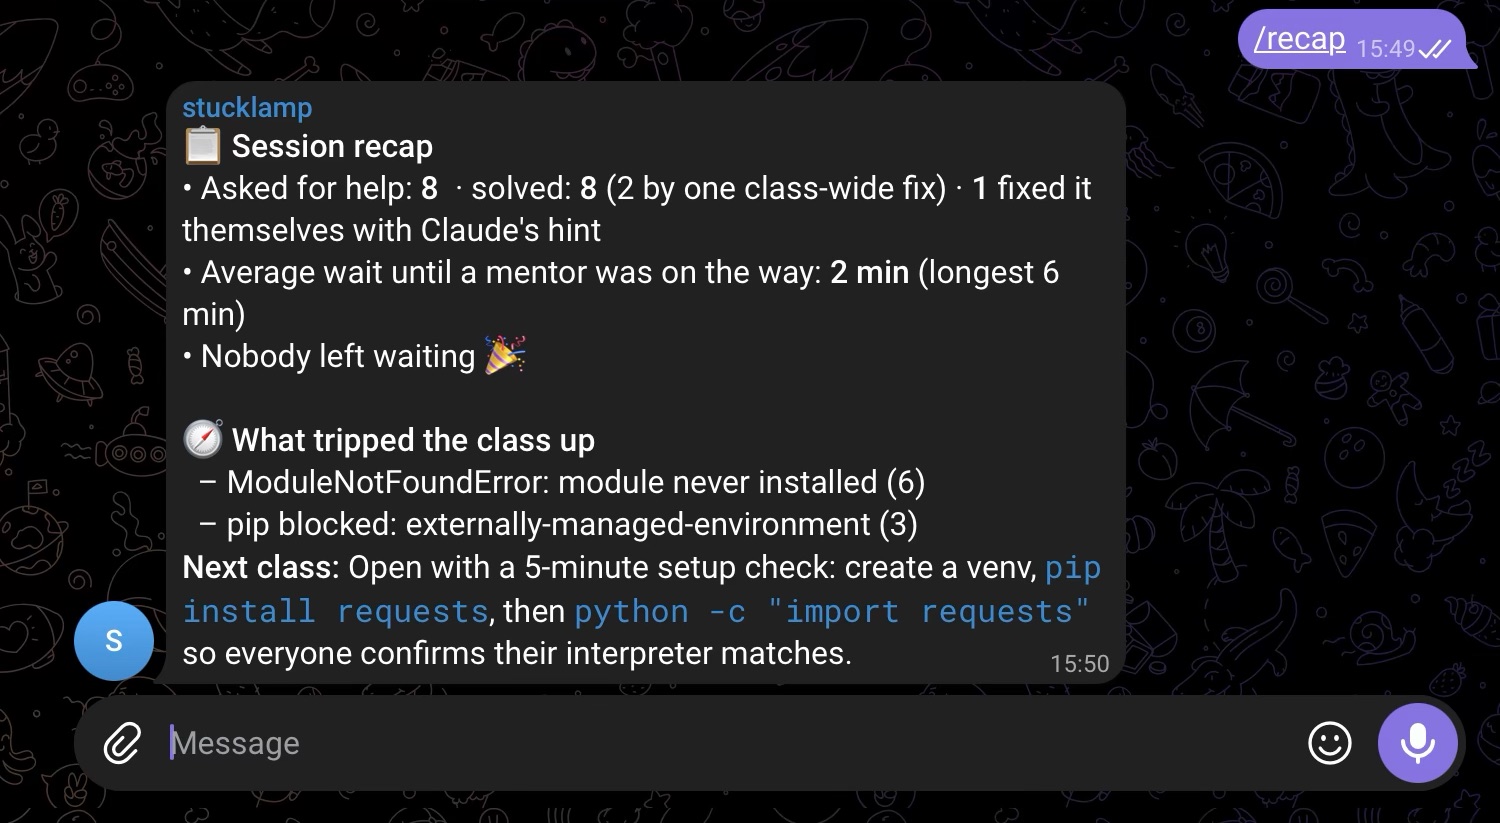 /recap 15:49
stucklamp
📋 Session recap
• Asked for help: 8 · solved: 8 (2 by one class-wide fix) · 1 fixed it
themselves with Claude's hint
• Average wait until a mentor was on the way: 2 min (longest 6
min)
• Nobody left waiting 🎉
🧭 What tripped the class up
– ModuleNotFoundError: module never installed (6)
– pip blocked: externally-managed-environment (3)
Next class: Open with a 5-minute setup check: create a venv, pip
install requests, then python -c "import requests"
so everyone confirms their interpreter matches.
15:50
S
Message